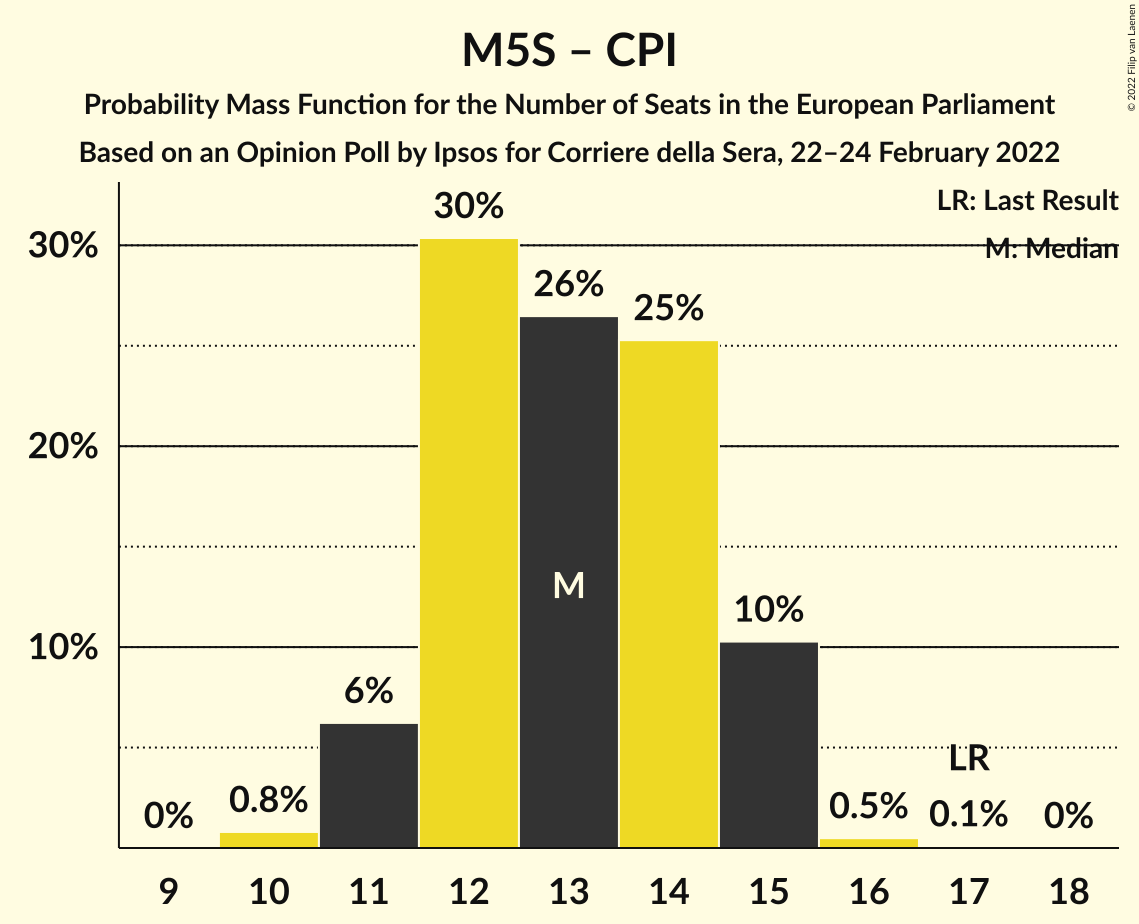 M5S – CPI
Probability Mass Function for the Number of Seats in the European Parliament
Based on an Opinion Poll by Ipsos for Corriere della Sera, 22–24 February 2022
© 2022 Filip van Laenen
LR: Last Result
M: Median
30%
20%
10%
0%
0.8%
6%
30%
26%
25%
10%
0.5%
0.1%
0%
M
LR
9 10 11 12 13 14 15 16 17 18